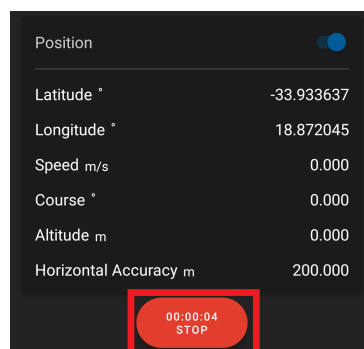 Position
Latitude ° -33.933637
Longitude ° 18.872045
Speed m/s 0.000
Course ° 0.000
Altitude m 0.000
Horizontal Accuracy m 200.000
00:00:04
STOP